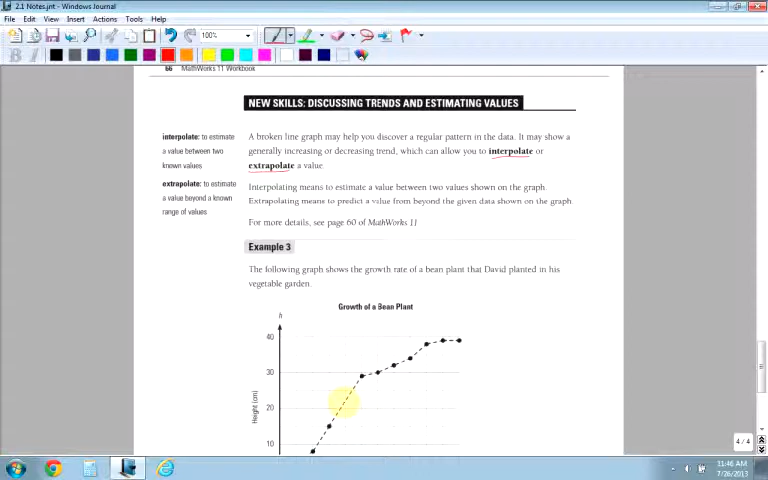 2.1 Notes.jnt - Windows Journal
File Edit View Insert Actions Tools Help
100%
B I
66 MathWorks 11 Workbook
NEW SKILLS: DISCUSSING TRENDS AND ESTIMATING VALUES
interpolate: to estimate
a value between two
known values
extrapolate: to estimate
a value beyond a known
range of values
A broken line graph may help you discover a regular pattern in the data. It may show a
generally increasing or decreasing trend, which can allow you to interpolate or
extrapolate a value.
Interpolating means to estimate a value between two values shown on the graph.
Extrapolating means to predict a value from beyond the given data shown on the graph.
For more details, see page 60 of MathWorks 11
Example 3
The following graph shows the growth rate of a bean plant that David planted in his
vegetable garden.
Growth of a Bean Plant
h
40
30
20
10
Height (cm)
4 / 4
11:46 AM
7/26/2013